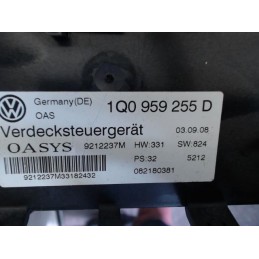 Germany(DE)
OAS
1Q0 959 255 D
Verdecksteuergerät
03.09.08
OASYS
9212237M
HW:331
SW:824
PS:32
5212
9212237M33182432
082180381